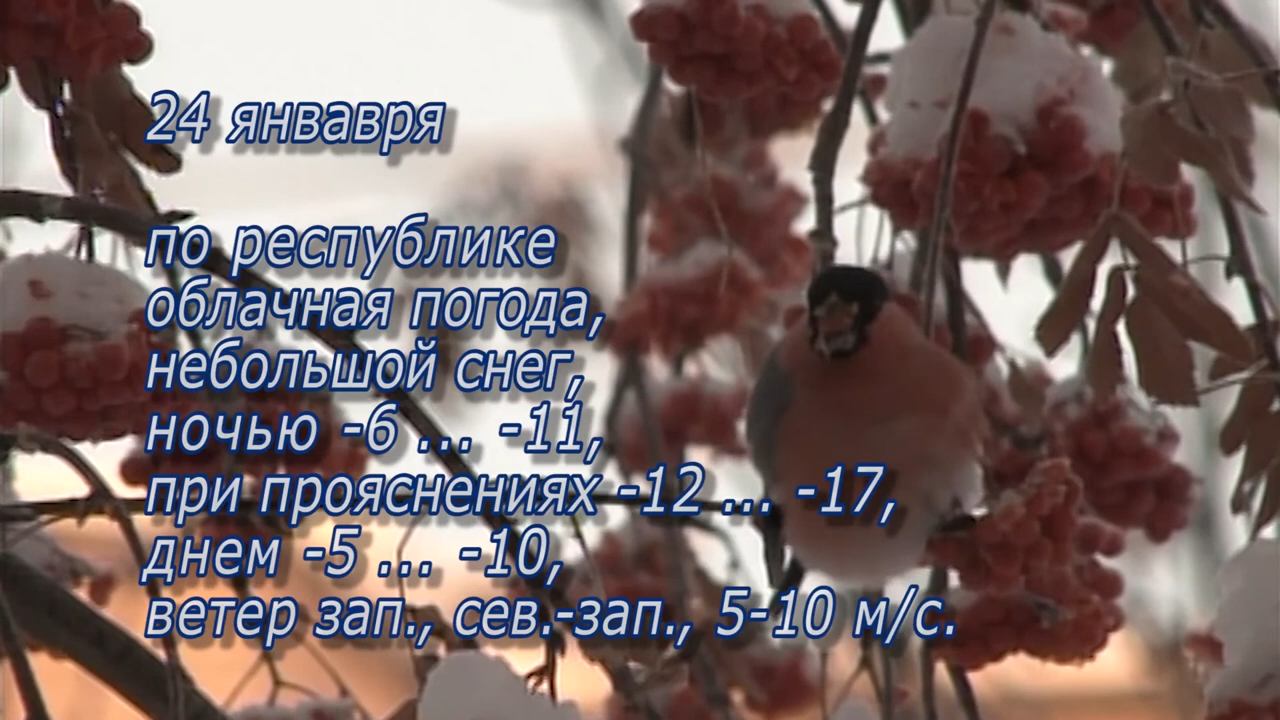 24 янвавря
по республике
облачная погода,
небольшой снег,
ночью -6 ... -11,
при прояснениях -12 ... -17,
днем -5 ... -10,
ветер зап., сев.-зап., 5-10 м/с.